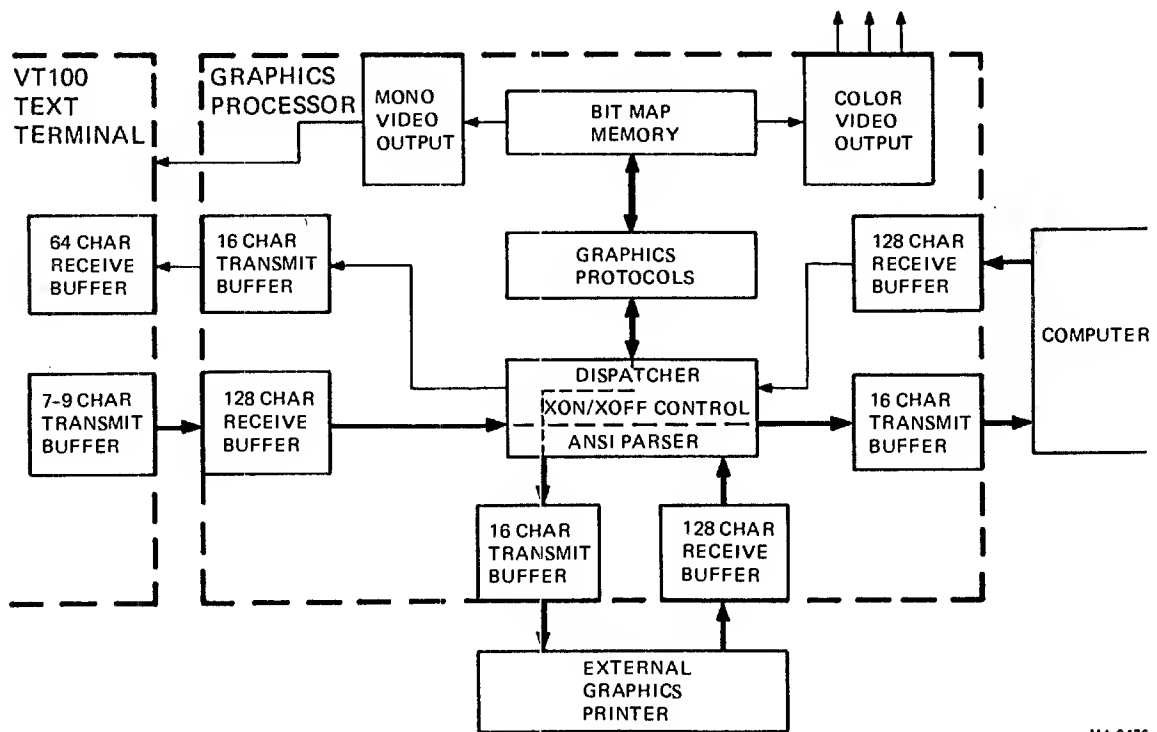 VT100
TEXT
TERMINAL
GRAPHICS
PROCESSOR
MONO
VIDEO
OUTPUT
BIT MAP
MEMORY
COLOR
VIDEO
OUTPUT
64 CHAR
RECEIVE
BUFFER
16 CHAR
TRANSMIT
BUFFER
GRAPHICS
PROTOCOLS
128 CHAR
RECEIVE
BUFFER
COMPUTER
7-9 CHAR
TRANSMIT
BUFFER
128 CHAR
RECEIVE
BUFFER
DISPATCHER
XON/XOFF CONTROL
ANSI PARSER
16 CHAR
TRANSMIT
BUFFER
16 CHAR
TRANSMIT
BUFFER
128 CHAR
RECEIVE
BUFFER
EXTERNAL
GRAPHICS
PRINTER